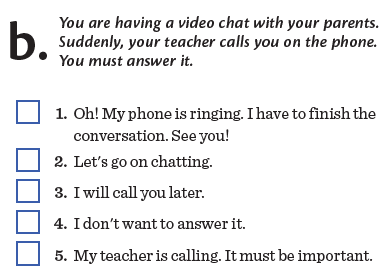 b. You are having a video chat with your parents.
Suddenly, your teacher calls you on the phone.
You must answer it.
1. Oh! My phone is ringing. I have to finish the
conversation. See you!
2. Let's go on chatting.
3. I will call you later.
4. I don't want to answer it.
5. My teacher is calling. It must be important.